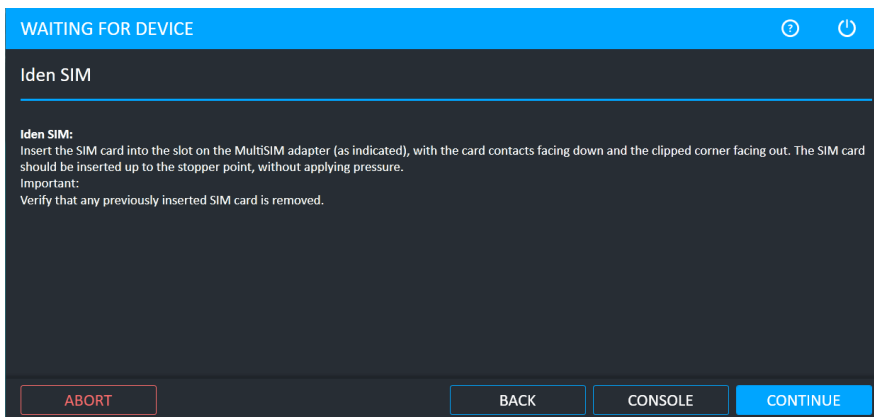 WAITING FOR DEVICE
Iden SIM
Iden SIM:
Insert the SIM card into the slot on the MultiSIM adapter (as indicated), with the card contacts facing down and the clipped corner facing out. The SIM card
should be inserted up to the stopper point, without applying pressure.
Important:
Verify that any previously inserted SIM card is removed.
ABORT
BACK
CONSOLE
CONTINUE